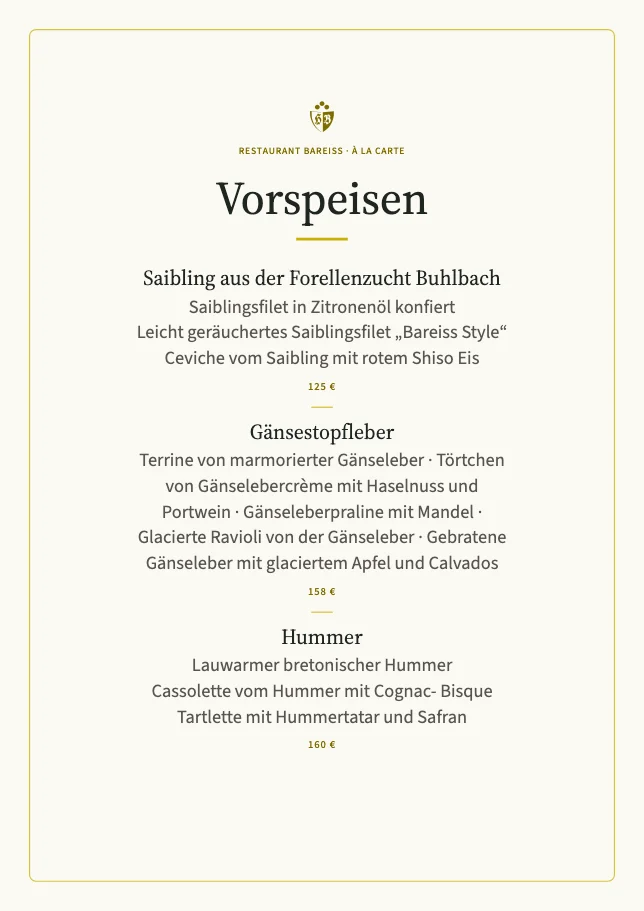 HB
RESTAURANT BAREISS · À LA CARTE
Vorspeisen
Saibling aus der Forellenzucht Buhlbach
Saiblingsfilet in Zitronenöl konfiert
Leicht geräuchertes Saiblingsfilet „Bareiss Style“
Ceviche vom Saibling mit rotem Shiso Eis
125 €
Gänsestopfleber
Terrine von marmorierter Gänseleber · Törtchen
von Gänselebercrème mit Haselnuss und
Portwein · Gänseleberpraline mit Mandel ·
Glacierte Ravioli von der Gänseleber · Gebratene
Gänseleber mit glaciertem Apfel und Calvados
158 €
Hummer
Lauwarmer bretonischer Hummer
Cassolette vom Hummer mit Cognac- Bisque
Tartlette mit Hummertatar und Safran
160 €